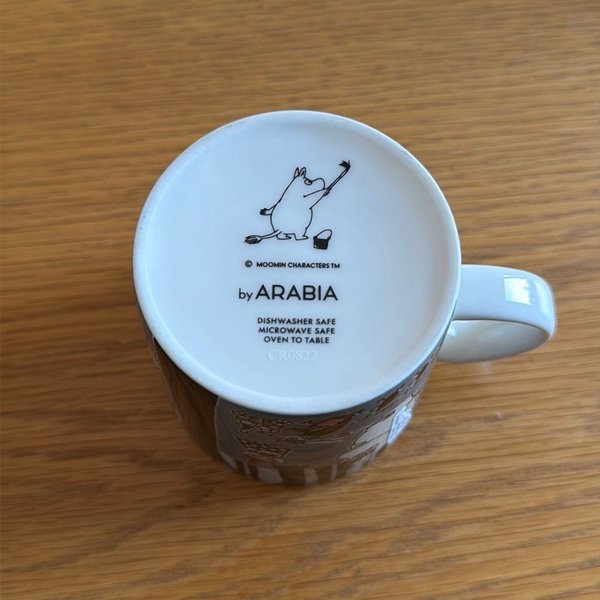 © MOOMIN CHARACTERS TM
by ARABIA
DISHWASHER SAFE
MICROWAVE SAFE
OVEN TO TABLE
CR0822